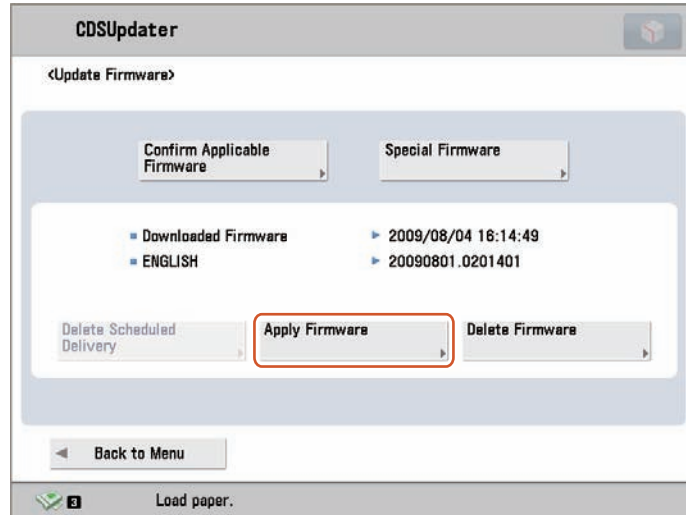 CDSUpdater
<Update Firmware>
Confirm Applicable
Firmware
Special Firmware
Downloaded Firmware
2009/08/04 16:14:49
ENGLISH
20090801.0201401
Delete Scheduled
Delivery
Apply Firmware
Delete Firmware
Back to Menu
3
Load paper.